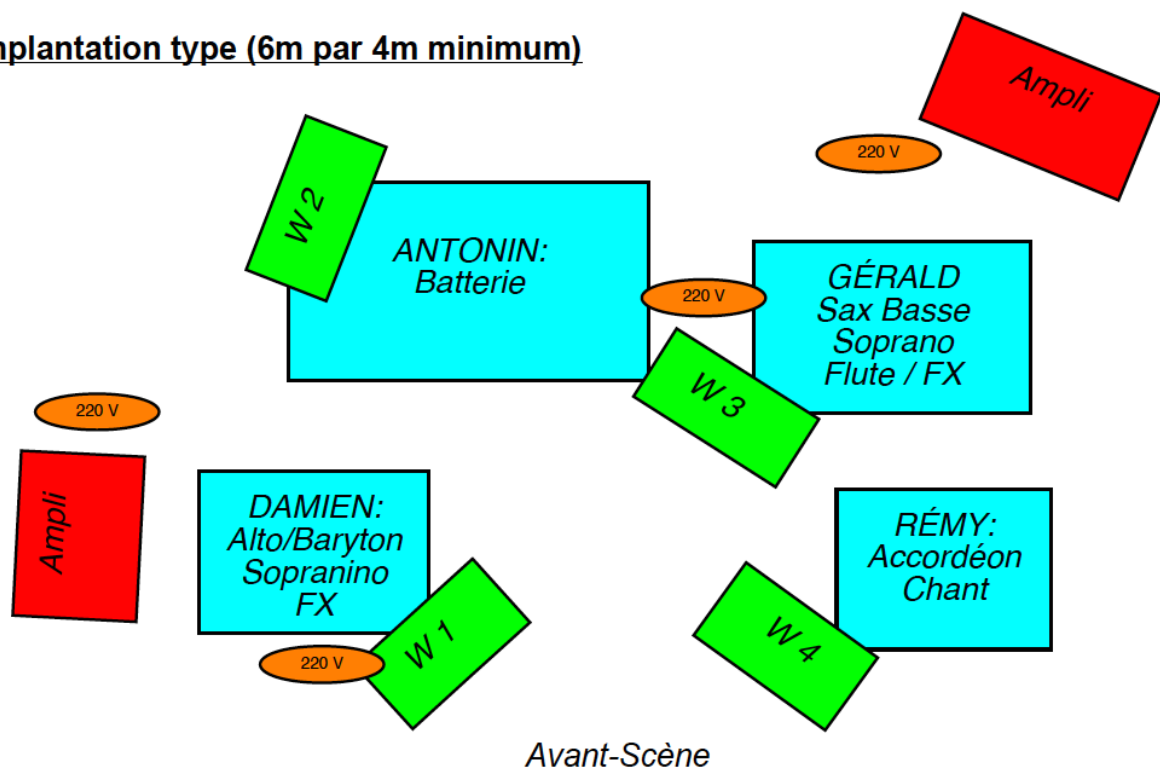 mplantation type (6m par 4m minimum)
Ampli
220 V
W 2
ANTONIN:
Batterie
220 V
GÉRALD
Sax Basse
Soprano
Flute / FX
W 3
220 V
Ampli
DAMIEN:
Alto/Baryton
Sopranino
FX
RÉMY:
Accordéon
Chant
W 1
W 4
220 V
Avant-Scène